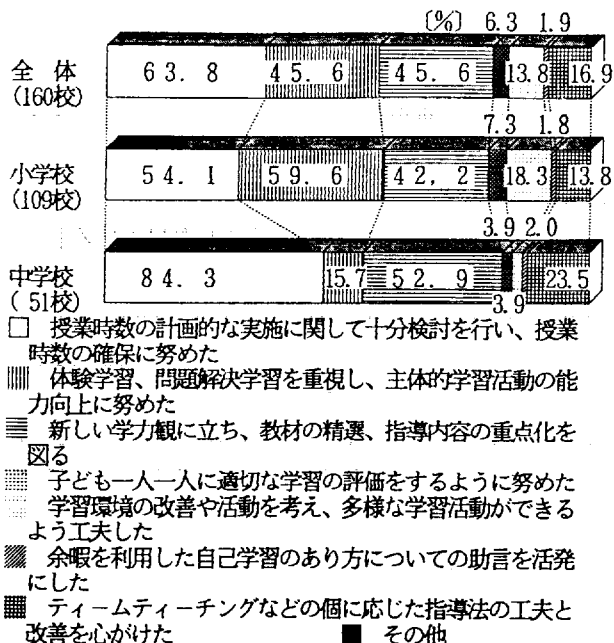 (%) 6.3 1.9
全体 63.8 45.6 45.6 13.8 16.9
(160校)
7.3 1.8
小学校 54.1 59.6 42,2 18.3 13.8
(109校)
3.9 2.0
中学校 84.3 15.7 52.9 23.5
(51校) 3.9
授業時数の計画的な実施に関して十分検討を行い、授業
時数の確保に努めた
体験学習、問題解決学習を重視し、主体的学習活動の能
力向上に努めた
新しい学力観に立ち、教材の精選、指導内容の重点化を
図る
子ども一人一人に適切な学習の評価をするように努めた
学習環境の改善や活動を考え、多様な学習活動ができる
よう工夫した
余暇を利用した自己学習のあり方についての助言を活発
にした
ティームティーチングなどの個に応じた指導法の工夫と
改善を心がけた その他